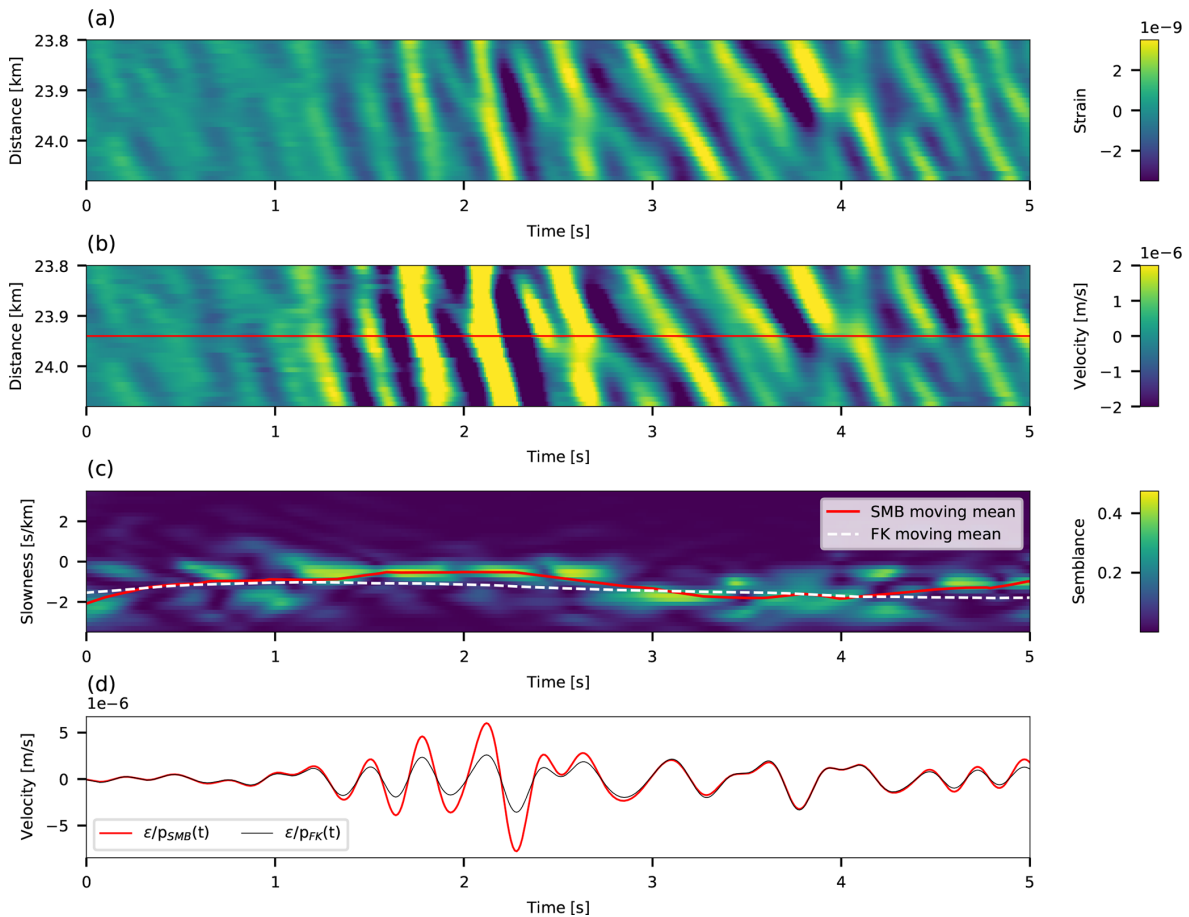 (a)
1e−9
23.8
23.9
24.0
Distance [km]
2
0
−2
Strain
0 1 2 3 4 5
Time [s]
(b)
1e−6
23.8
23.9
24.0
Distance [km]
2
1
0
−1
−2
Velocity [m/s]
0 1 2 3 4 5
Time [s]
(c)
2
0
−2
Slowness [s/km]
SMB moving mean
FK moving mean
0.4
0.2
Semblance
0 1 2 3 4 5
Time [s]
(d)
1e−6
5
0
−5
Velocity [m/s]
ε/pSMB(t) ε/pFK(t)
0 1 2 3 4 5
Time [s]